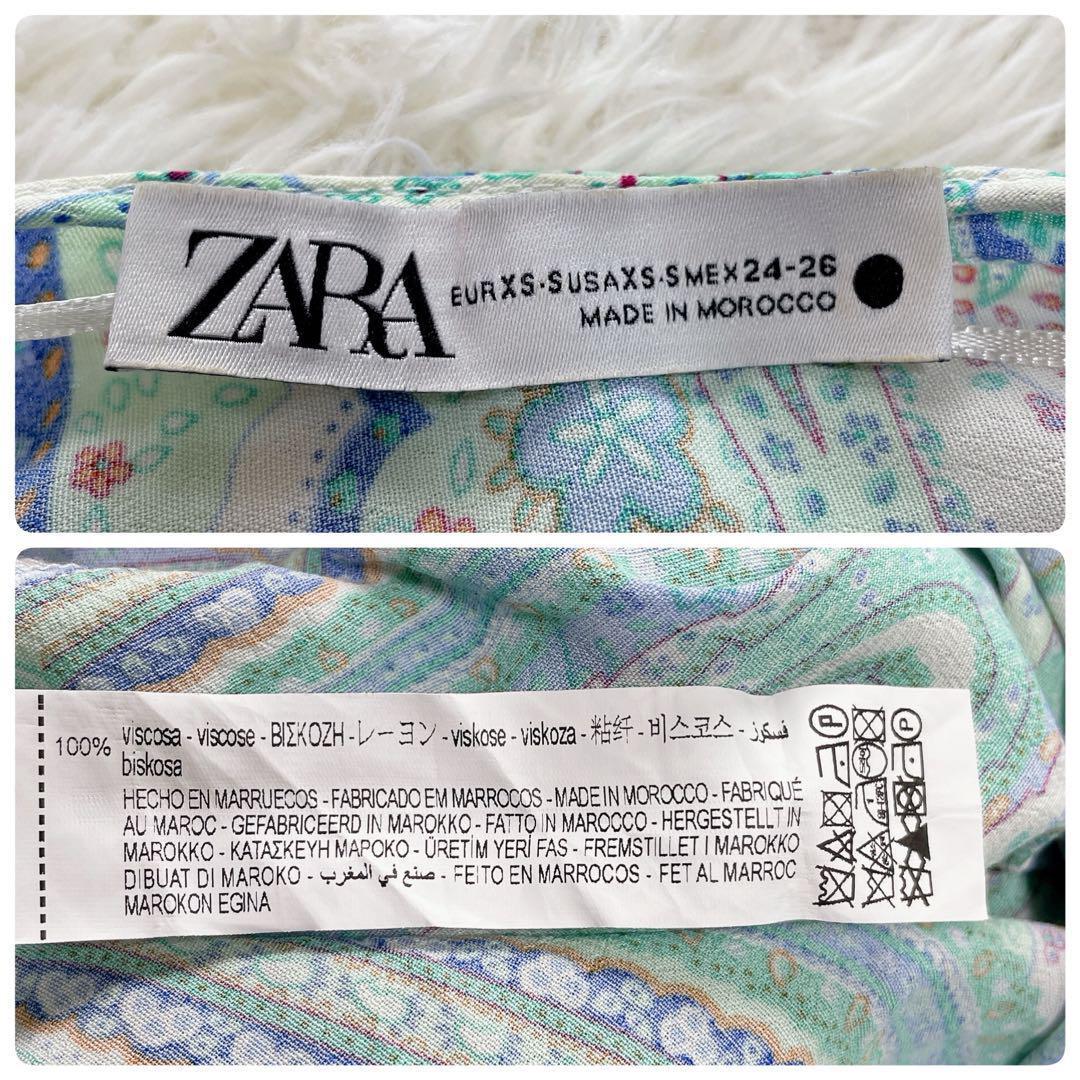 ZARA
EUR XS·S USA XS·S MEX 24-26
MADE IN MOROCCO
100% viscosa - viscose - ΒΙΣΚΟΖΗ - レーヨン - viskose - viskoza - 粘纤 - 비스코스 - فسكوز
biskosa
HECHO EN MARRUECOS - FABRICADO EM MARROCOS - MADE IN MOROCCO - FABRIQUÉ
AU MAROC - GEFABRICEERD IN MAROKKO - FATTO IN MAROCCO - HERGESTELLT IN
MAROKKO - ΚΑΤΑΣΚΕΥΗ ΜΑΡΟΚΟ - ÜRETİM YERİ FAS - FREMSTILLET I MAROKKO
DIBUAT DI MAROKO - صنع في المغرب - FEITO EN MARROCOS - FET AL MARROC
MAROKON EGINA
P
P